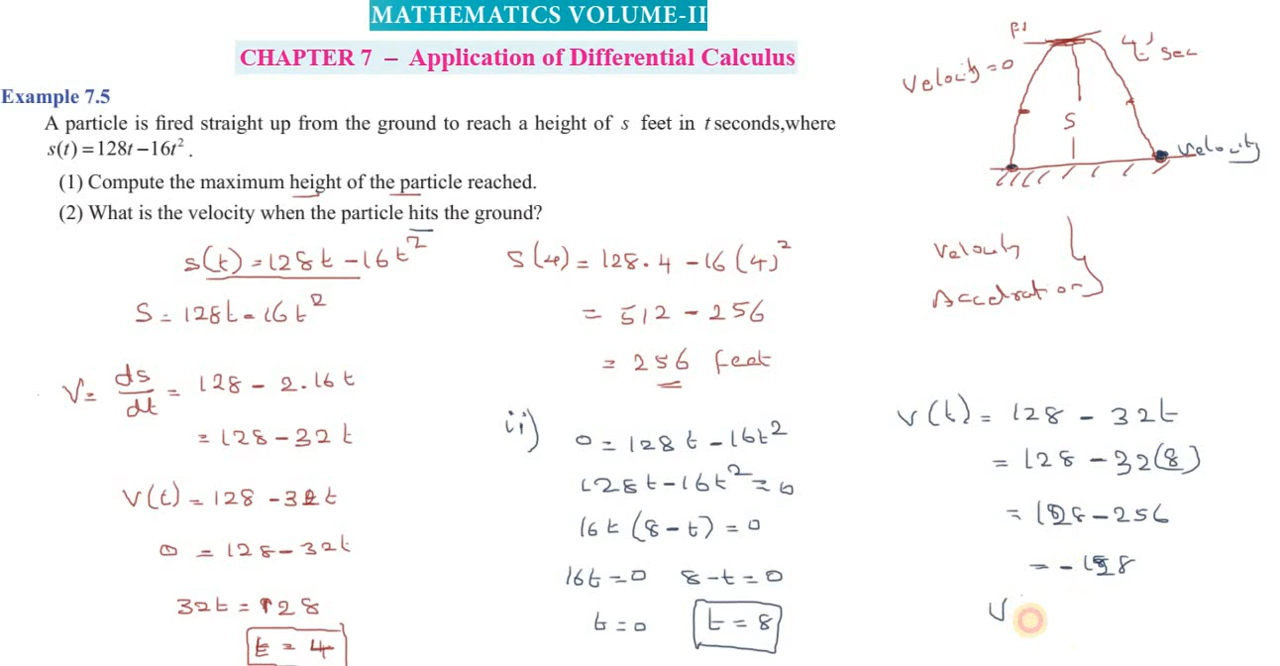 MATHEMATICS VOLUME-II
CHAPTER 7 – Application of Differential Calculus
Example 7.5
A particle is fired straight up from the ground to reach a height of s feet in t seconds,where
s(t) = 128t – 16t².
(1) Compute the maximum height of the particle reached.
(2) What is the velocity when the particle hits the ground?
s(t) = 128t – 16t²
S = 128t – 16t²
V = ds/dt = 128 – 2.16t
= 128 – 32t
V(t) = 128 – 32t
0 = 128 – 32t
32t = 128
t = 4
S(4) = 128.4 – 16(4)²
= 512 – 256
= 256 feet
ii) 0 = 128t – 16t²
128t – 16t² = 0
16t(8 – t) = 0
16t = 0 8 – t = 0
t = 0 t = 8
Velocity = 0
't' sec
S
Velocity
Velocity
V(t) = 128 – 32t
= 128 – 32(8)
= 128 – 256
= – 128
V